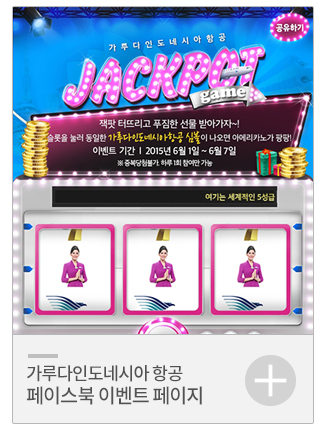 공유하기
가루다인도네시아항공
JACKPOT
game
잭팟 터뜨리고 푸짐한 선물 받아가자~!
슬롯을 눌러 동일한 가루다인도네시아항공 심볼이 나오면 아메리카노가 팡팡!
이벤트 기간 | 2015년 6월 1일 ~ 6월 7일
※ 중복당첨불가, 하루 1회 참여만 가능
여기는 세계적인 5성급
가루다인도네시아 항공
페이스북 이벤트 페이지